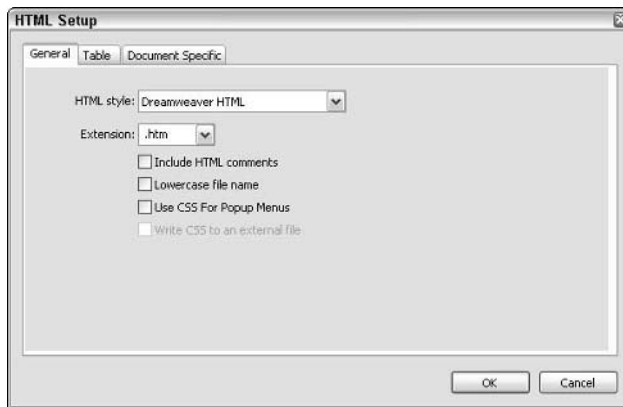 HTML Setup
General Table Document Specific
HTML style: Dreamweaver HTML
Extension: .htm
Include HTML comments
Lowercase file name
Use CSS For Popup Menus
Write CSS to an external file
OK Cancel